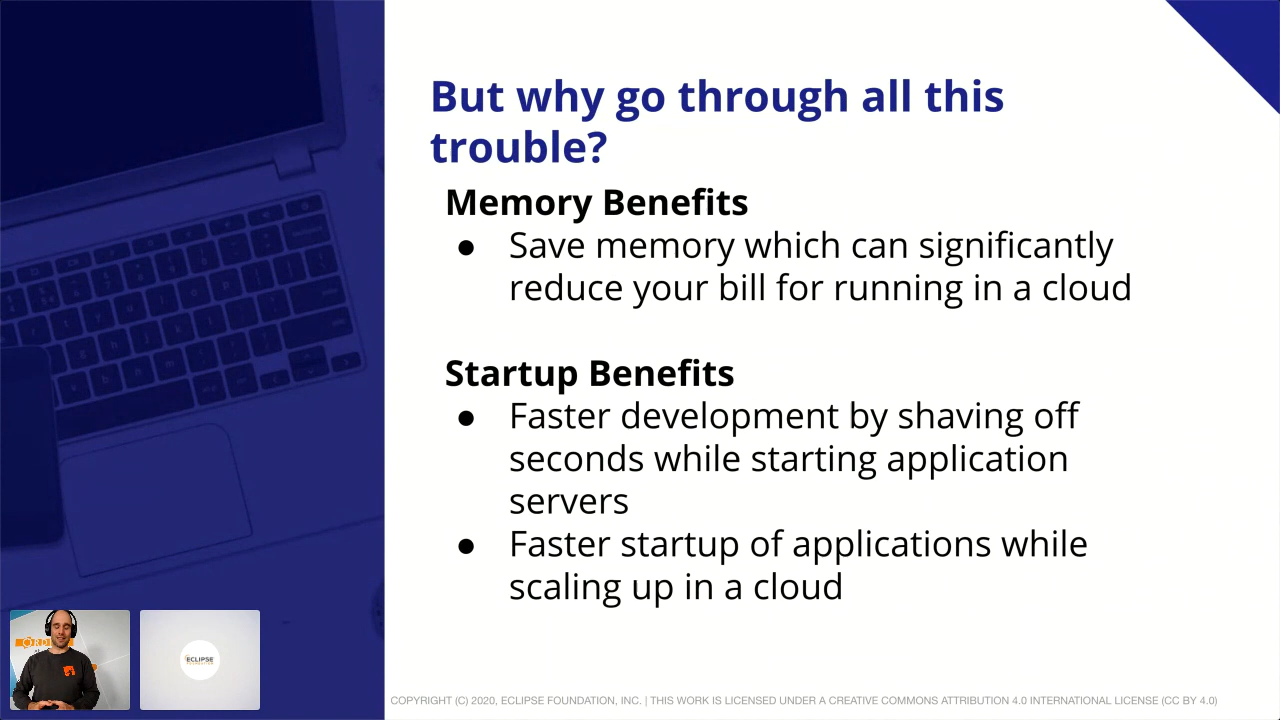 But why go through all this
trouble?
Memory Benefits
● Save memory which can significantly
reduce your bill for running in a cloud
Startup Benefits
● Faster development by shaving off
seconds while starting application
servers
● Faster startup of applications while
scaling up in a cloud
ECLIPSE
FOUNDATION
COPYRIGHT (C) 2020, ECLIPSE FOUNDATION, INC. | THIS WORK IS LICENSED UNDER A CREATIVE COMMONS ATTRIBUTION 4.0 INTERNATIONAL LICENSE (CC BY 4.0)